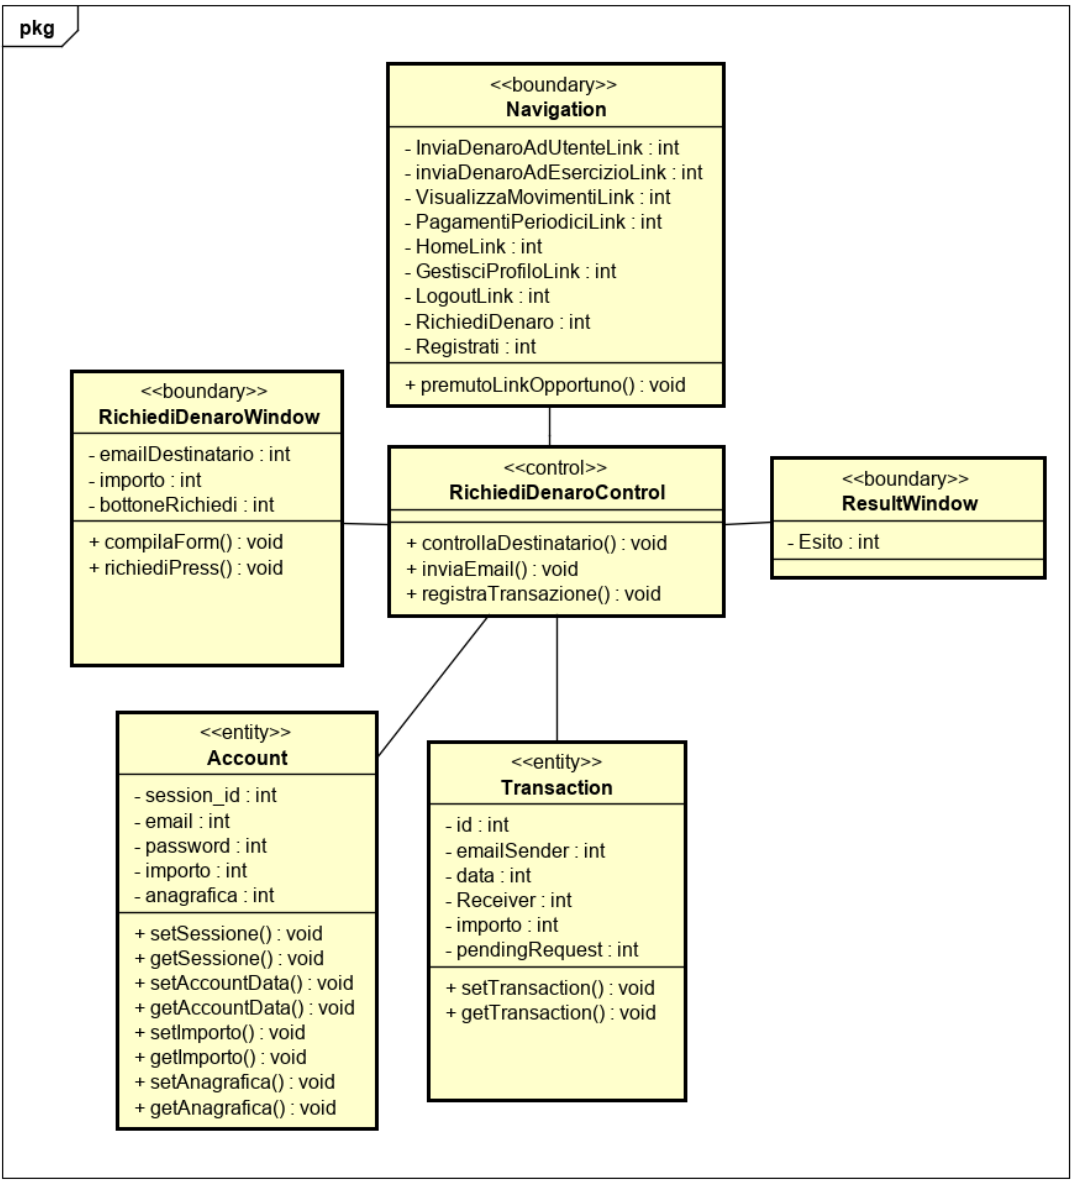 pkg
<<boundary>>
Navigation
- InviaDenaroAdUtenteLink : int
- inviaDenaroAdEsercizioLink : int
- VisualizzaMovimentiLink : int
- PagamentiPeriodiciLink : int
- HomeLink : int
- GestisciProfiloLink : int
- LogoutLink : int
- RichiediDenaro : int
- Registrati : int
+ premutoLinkOpportuno() : void
<<boundary>>
RichiediDenaroWindow
- emailDestinatario : int
- importo : int
- bottoneRichiedi : int
+ compilaForm() : void
+ richiediPress() : void
<<control>>
RichiediDenaroControl
+ controllaDestinatario() : void
+ inviaEmail() : void
+ registraTransazione() : void
<<boundary>>
ResultWindow
- Esito : int
<<entity>>
Account
- session_id : int
- email : int
- password : int
- importo : int
- anagrafica : int
+ setSessione() : void
+ getSessione() : void
+ setAccountData() : void
+ getAccountData() : void
+ setImporto() : void
+ getImporto() : void
+ setAnagrafica() : void
+ getAnagrafica() : void
<<entity>>
Transaction
- id : int
- emailSender : int
- data : int
- Receiver : int
- importo : int
- pendingRequest : int
+ setTransaction() : void
+ getTransaction() : void